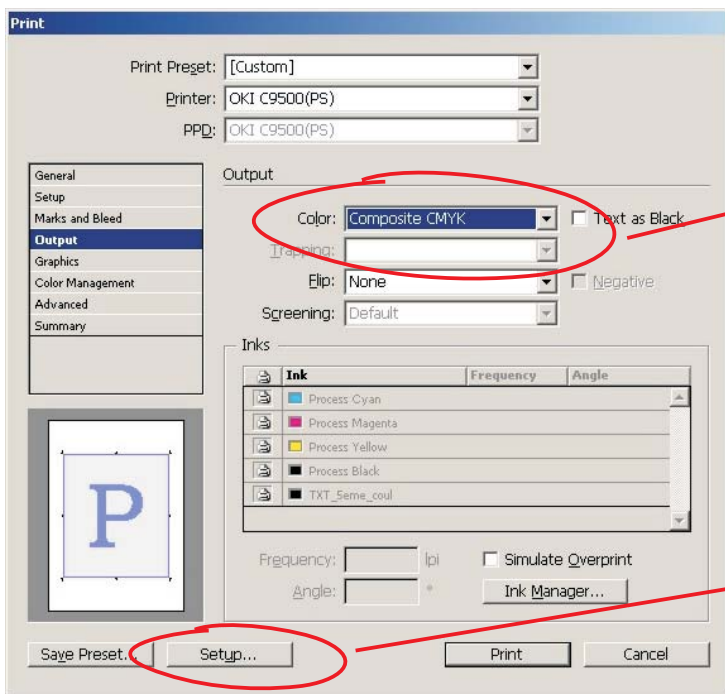 Print
Print Preset: [Custom]
Printer: OKI C9500(PS)
PPD: OKI C9500(PS)
General
Setup
Marks and Bleed
Output
Graphics
Color Management
Advanced
Summary
Output
Color: Composite CMYK Text as Black
Trapping:
Flip: None Negative
Screening: Default
Inks
Ink Frequency Angle
Process Cyan
Process Magenta
Process Yellow
Process Black
TXT_5eme_coul
P
Frequency: lpi Simulate Overprint
Angle: ° Ink Manager...
Save Preset... Setup... Print Cancel